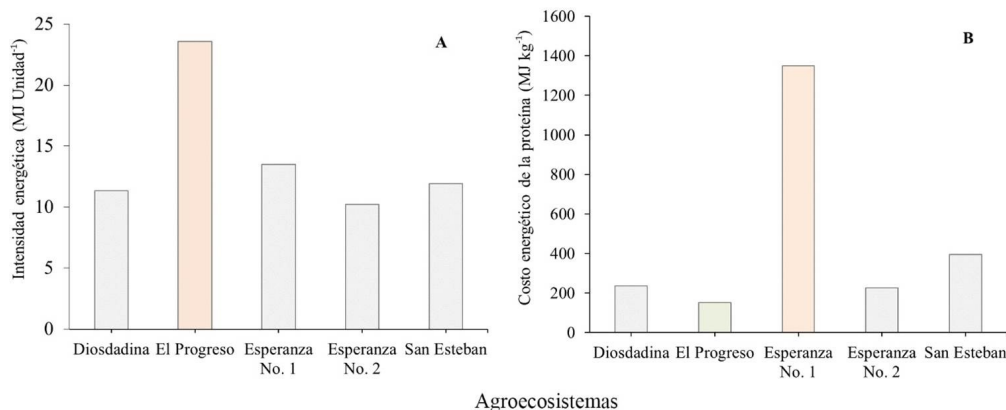 A
Intensidad energética (MJ Unidad⁻¹)
25
20
15
10
5
0
Diosdadina El Progreso Esperanza No. 1 Esperanza No. 2 San Esteban
B
Costo energético de la proteína (MJ kg⁻¹)
1600
1400
1200
1000
800
600
400
200
0
Diosdadina El Progreso Esperanza No. 1 Esperanza No. 2 San Esteban
Agroecosistemas